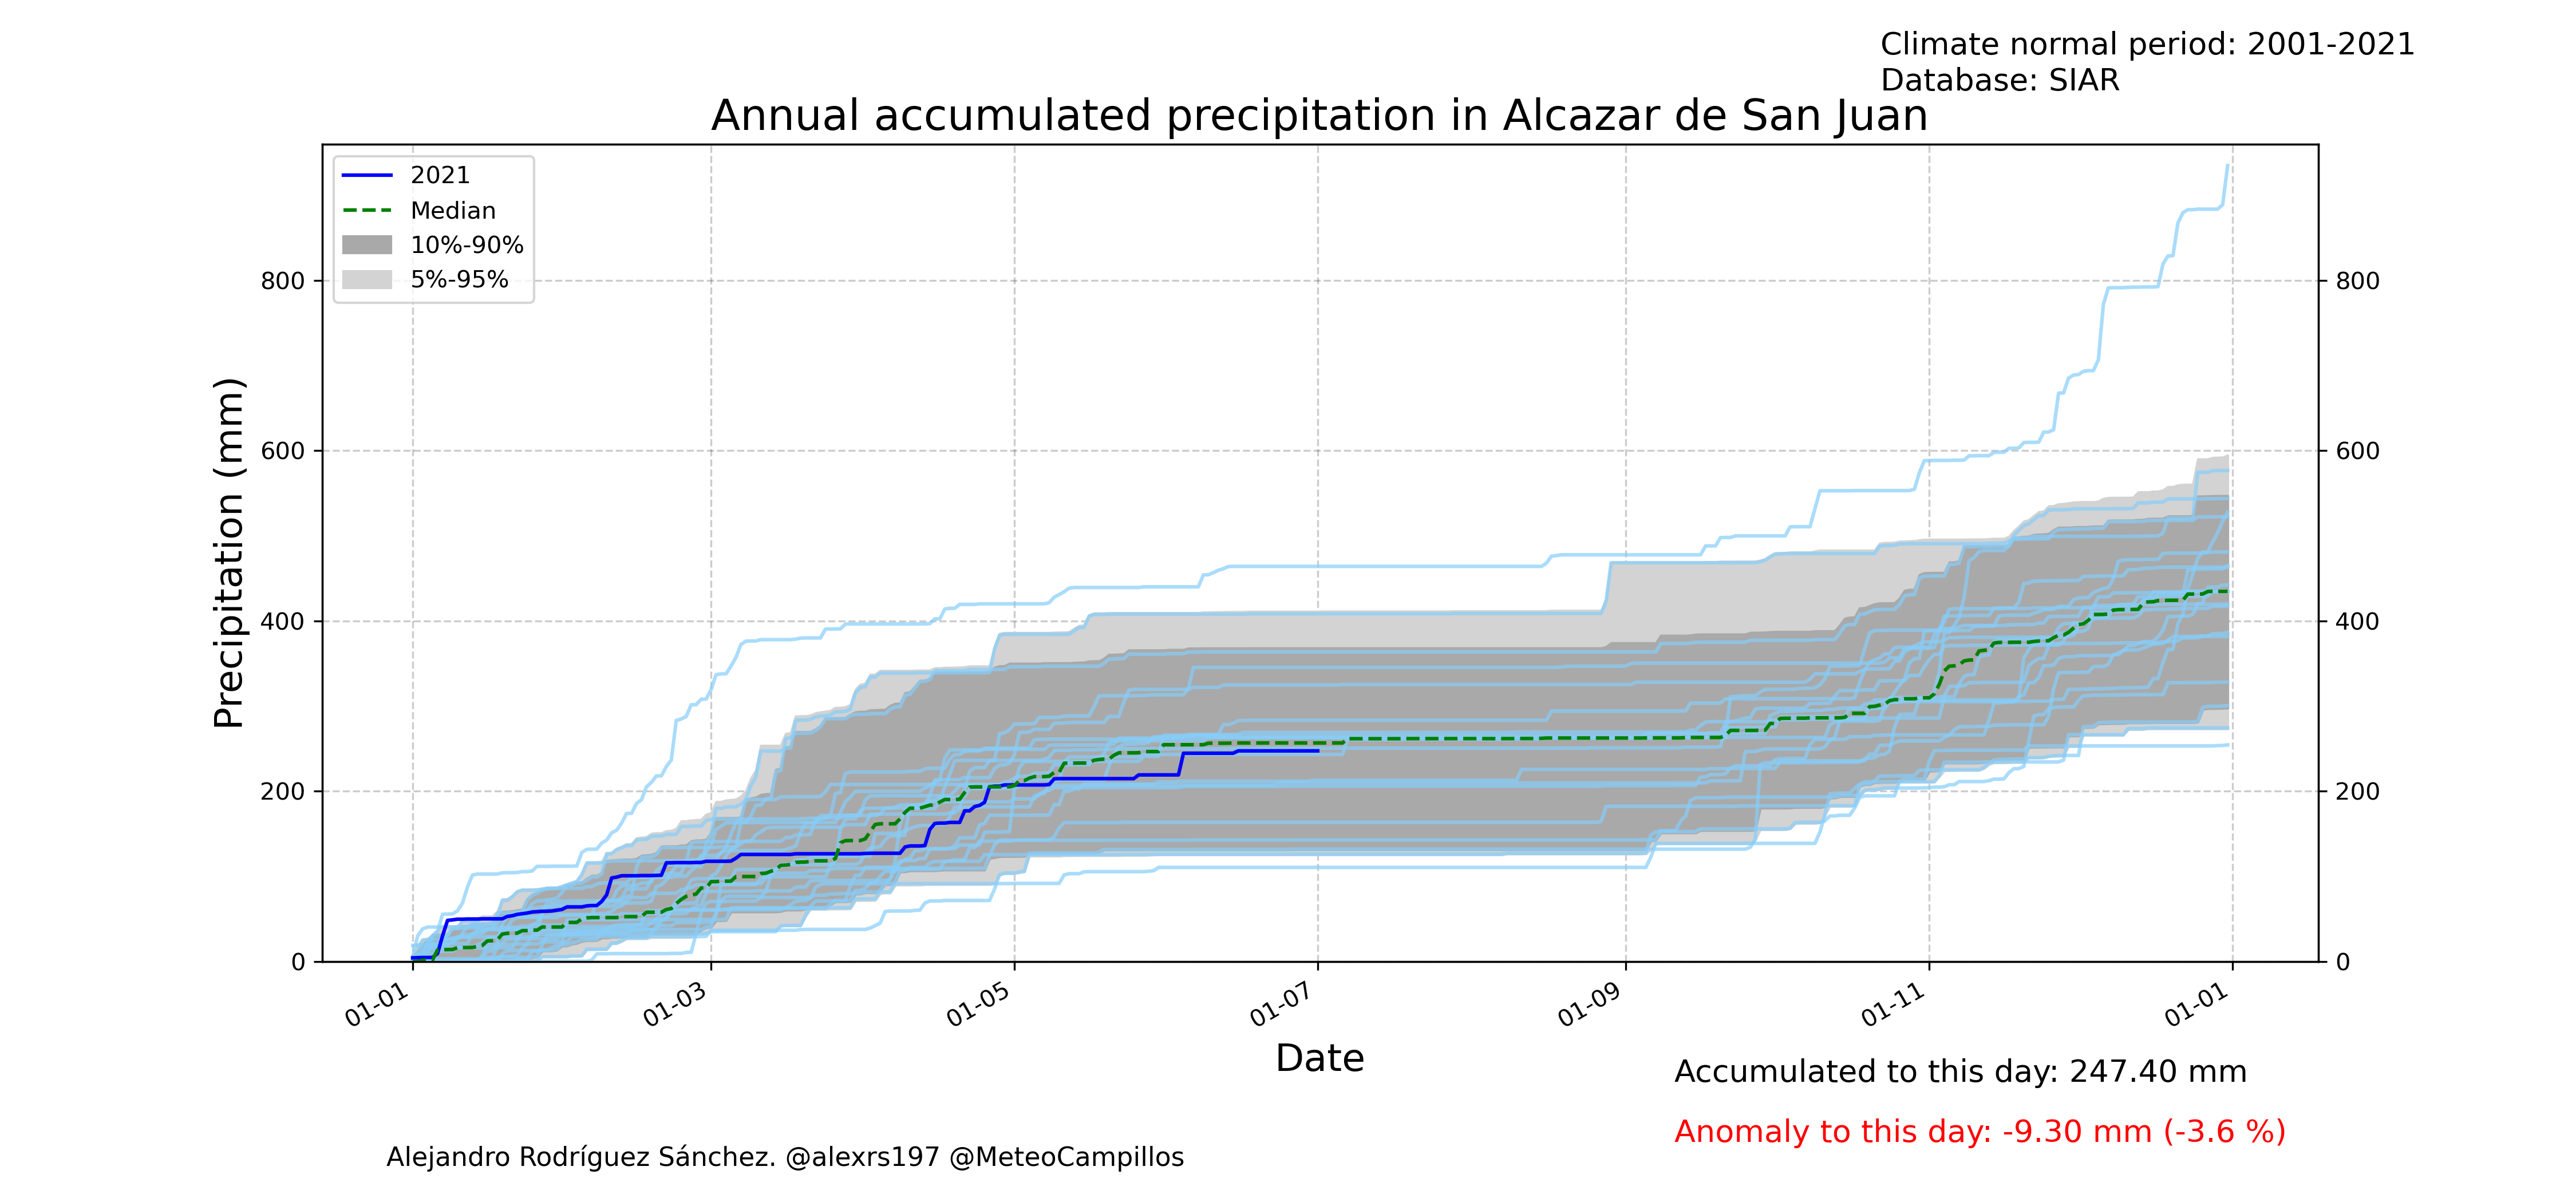 Climate normal period: 2001-2021
Database: SIAR
Annual accumulated precipitation in Alcazar de San Juan
2021
Median
10%-90%
5%-95%
Precipitation (mm)
800
600
400
200
0
800
600
400
200
0
01-01
01-03
01-05
01-07
01-09
01-11
01-01
Date
Accumulated to this day: 247.40 mm
Anomaly to this day: -9.30 mm (-3.6 %)
Alejandro Rodríguez Sánchez. @alexrs197 @MeteoCampillos